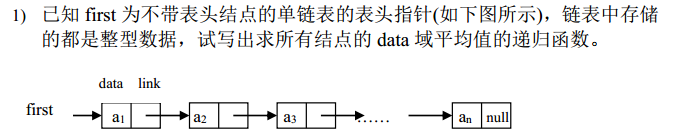 1) 已知 first 为不带表头结点的单链表的表头指针(如下图所示)，链表中存储
的都是整型数据，试写出求所有结点的 data 域平均值的递归函数。
data link
first a1 a2 a3 ...... an null